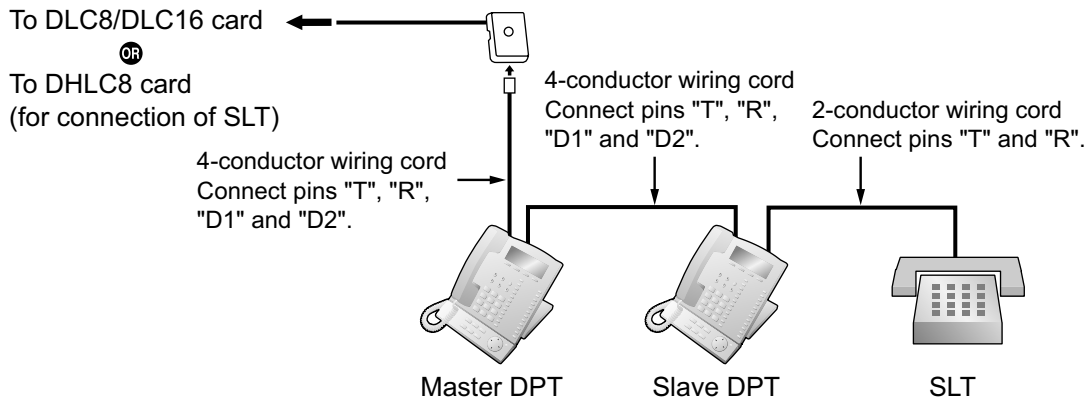 To DLC8/DLC16 card
OR
To DHLC8 card
(for connection of SLT)
4-conductor wiring cord
Connect pins "T", "R",
"D1" and "D2".
4-conductor wiring cord
Connect pins "T", "R",
"D1" and "D2".
2-conductor wiring cord
Connect pins "T" and "R".
Master DPT
Slave DPT
SLT